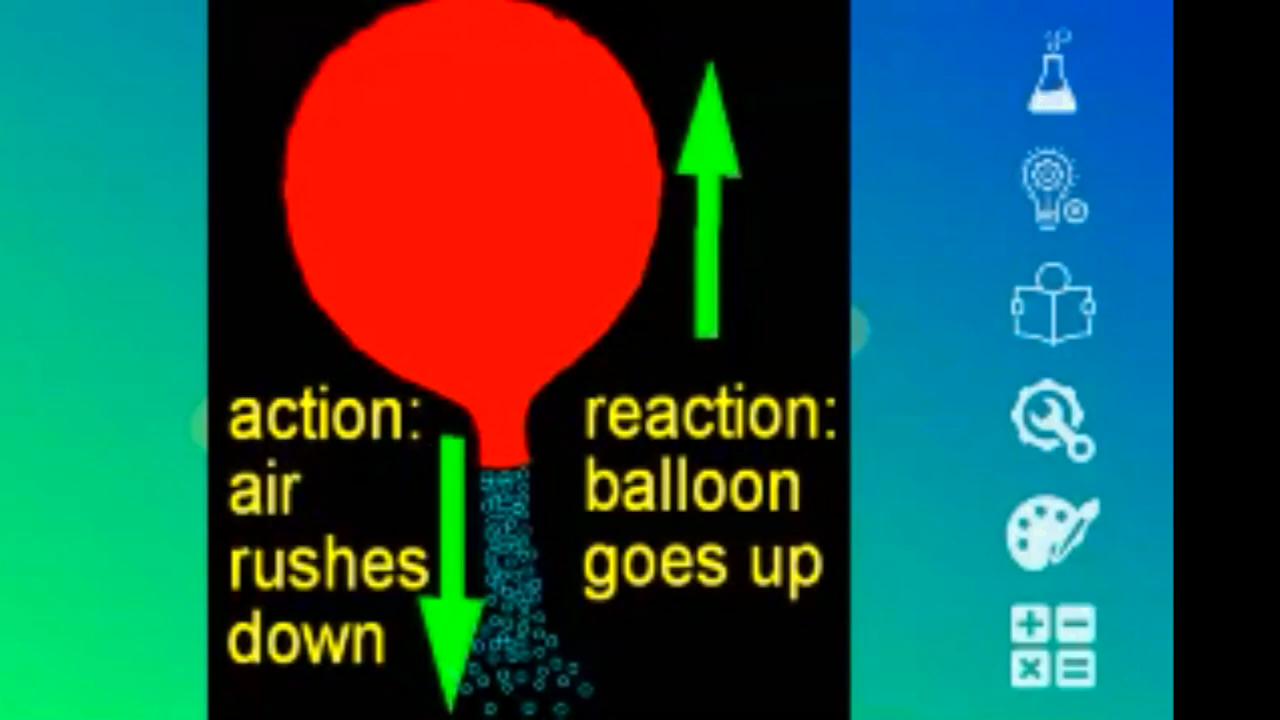 action:
air
rushes
down
reaction:
balloon
goes up